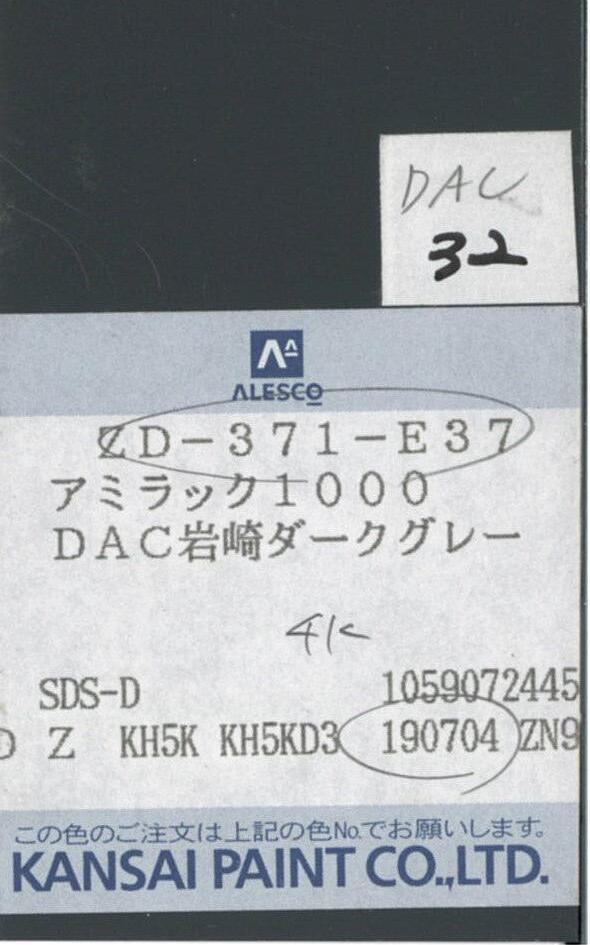 DAC
32
ALESCO
ZD-371-E37
アミラック1000
DAC岩崎ダークグレー
4K
SDS-D 1059072445
D Z KH5K KH5KD3 190704 ZN9
この色のご注文は上記の色No.でお願いします。
KANSAI PAINT CO.,LTD.